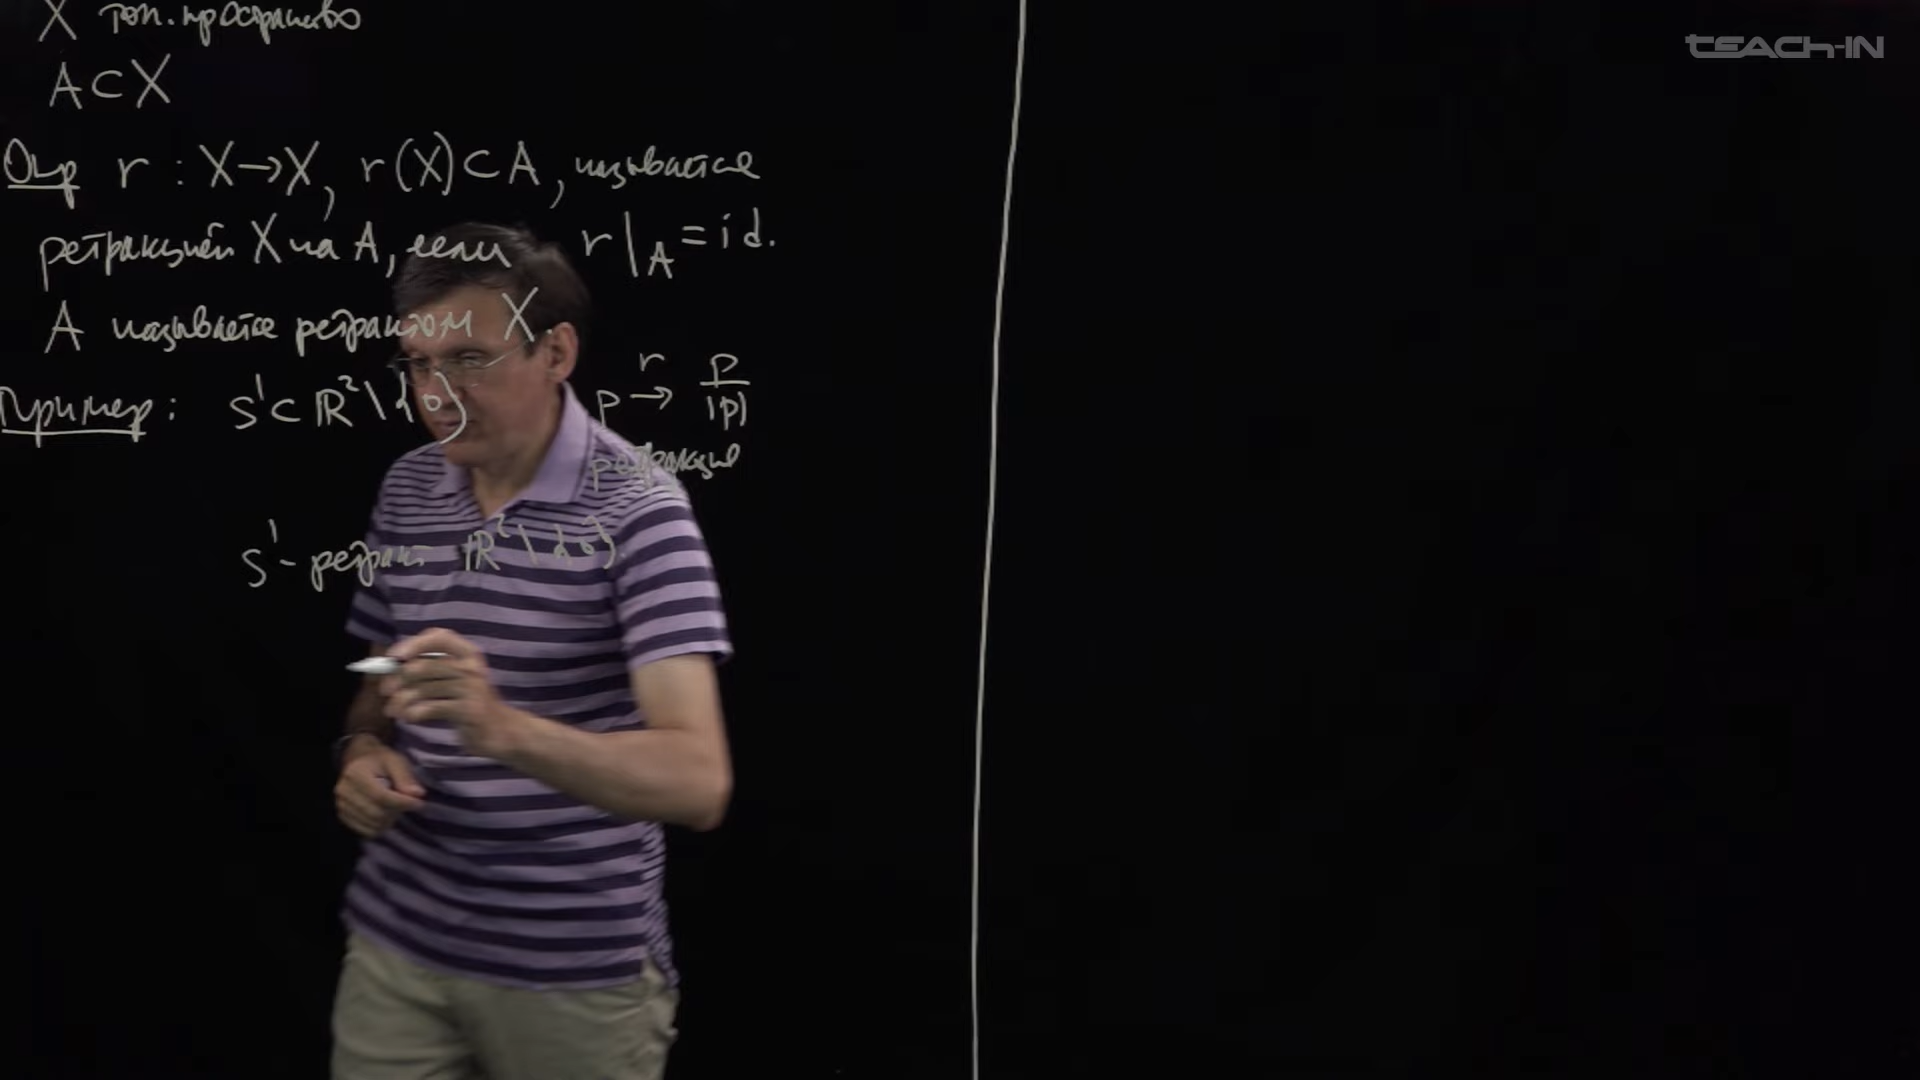 X топ. пространство
A ⊂ X
Опр r : X → X, r(X) ⊂ A, называется
ретракцией X на A, если r|_A = id.
A называется ретрактом X.
Пример: S¹ ⊂ ℝ² \ {0} p →^r p/|p|
ретракция
S¹ - ретракт ℝ² \ {0}.
TEACH-IN